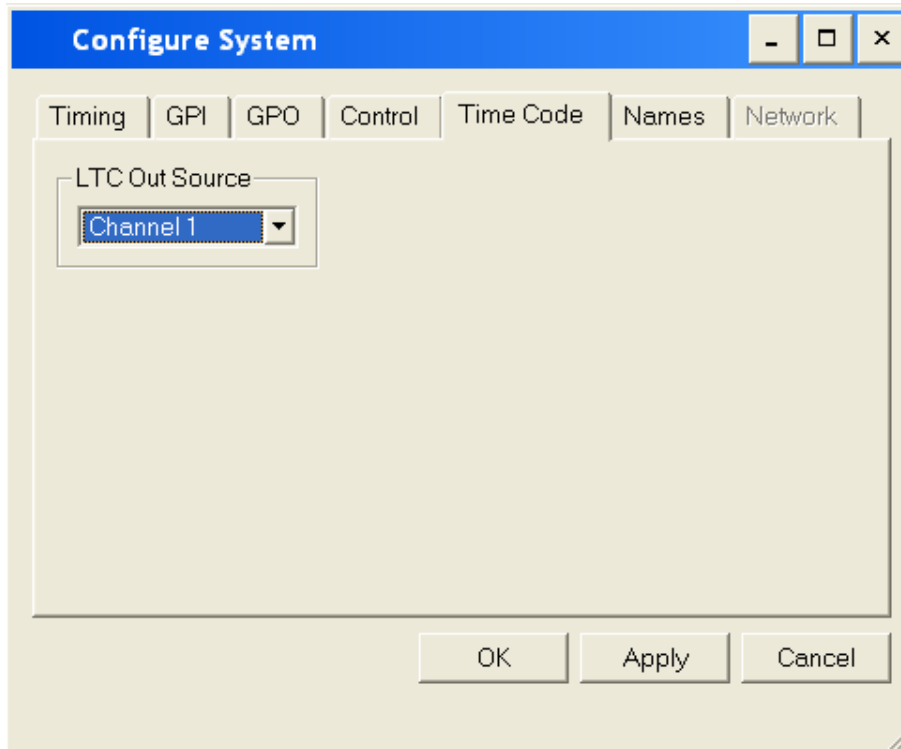 Configure System
Timing GPI GPO Control Time Code Names Network
LTC Out Source
Channel 1
OK Apply Cancel